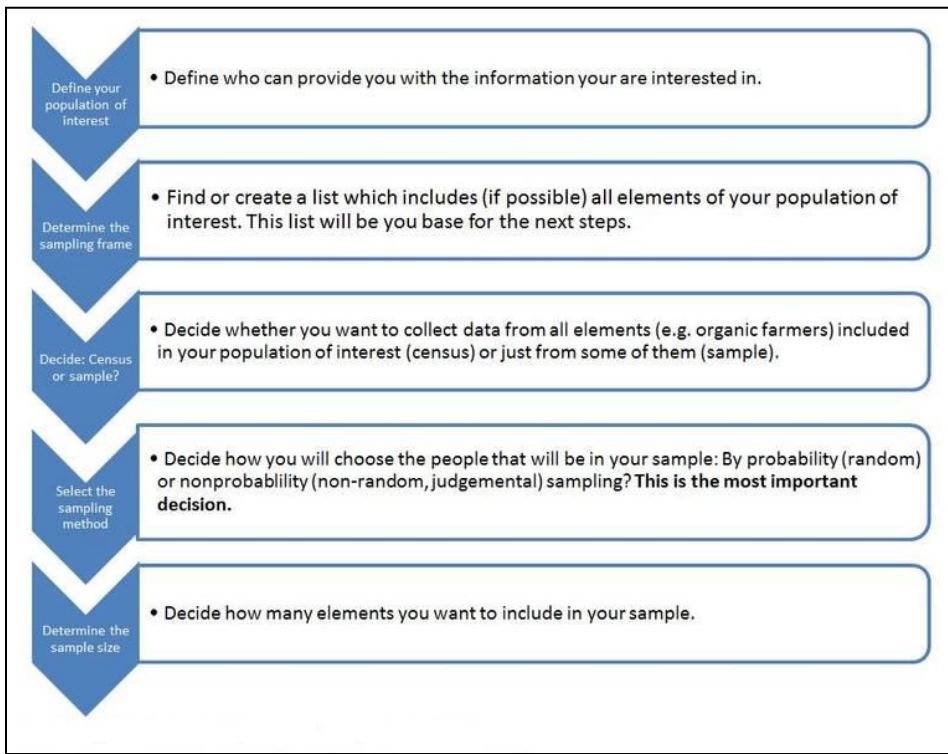 Define your
population of
interest
• Define who can provide you with the information your are interested in.
Determine the
sampling frame
• Find or create a list which includes (if possible) all elements of your population of
interest. This list will be you base for the next steps.
Decide: Census
or sample?
• Decide whether you want to collect data from all elements (e.g. organic farmers) included
in your population of interest (census) or just from some of them (sample).
Select the
sampling
method
• Decide how you will choose the people that will be in your sample: By probability (random)
or nonprobablility (non-random, judgemental) sampling? This is the most important
decision.
Determine the
sample size
• Decide how many elements you want to include in your sample.